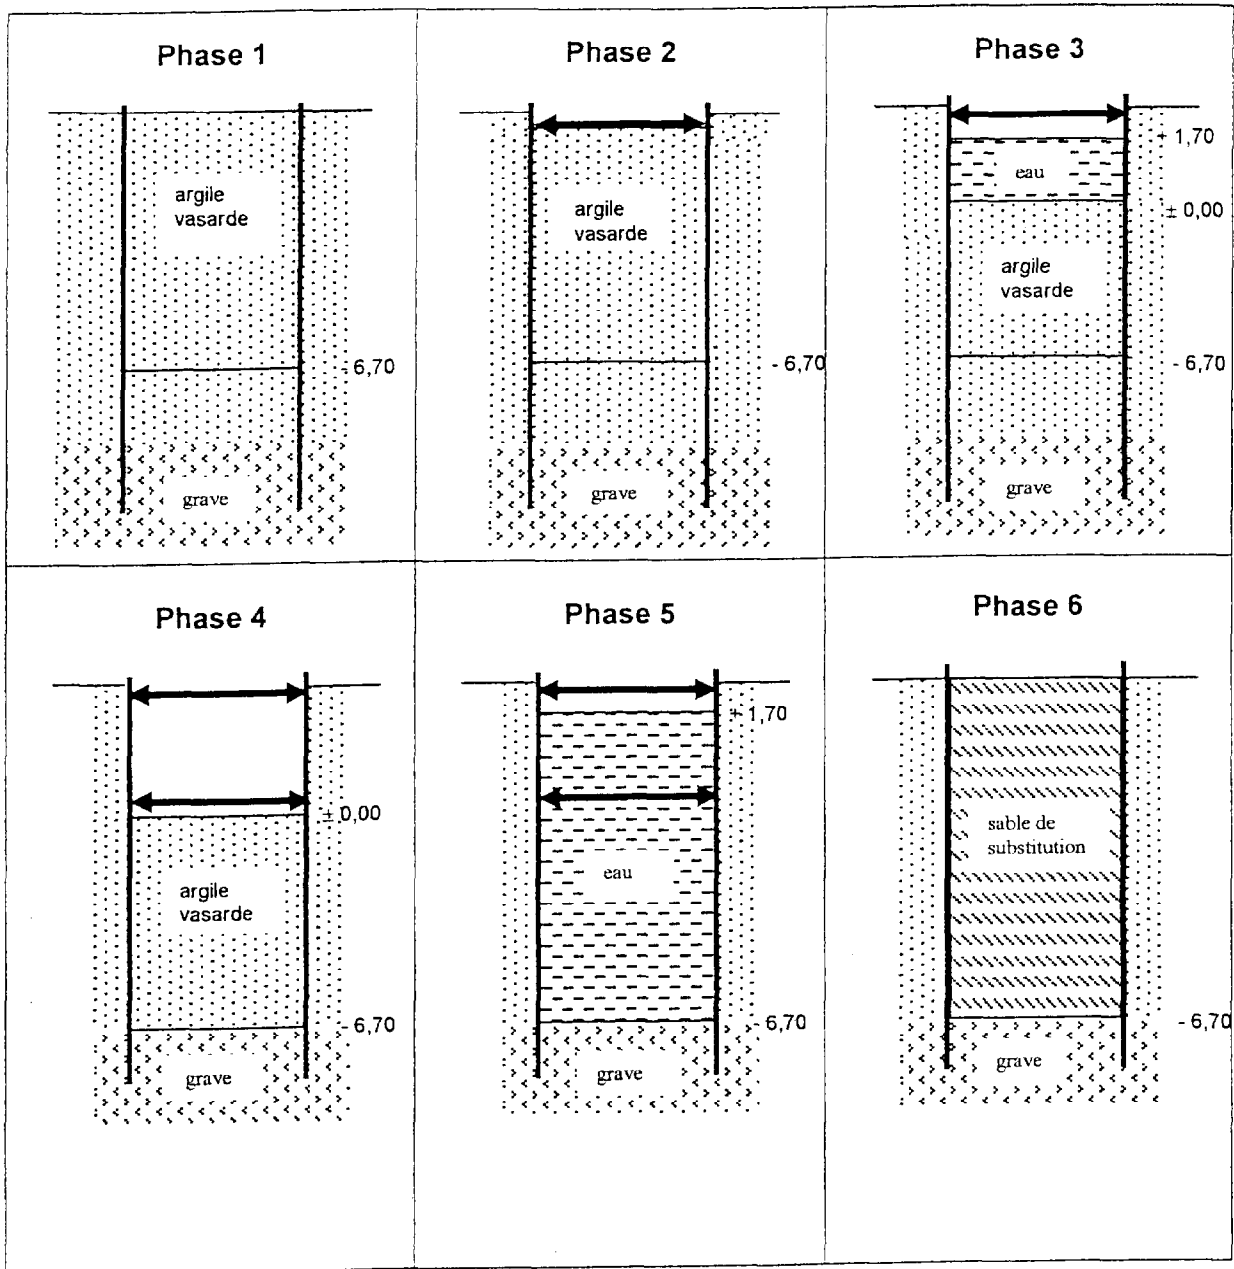 Phase 1
argile
vasarde
- 6,70
grave
Phase 2
argile
vasarde
- 6,70
grave
Phase 3
+ 1,70
eau
± 0,00
argile
vasarde
- 6,70
grave
Phase 4
± 0,00
argile
vasarde
- 6,70
grave
Phase 5
+ 1,70
eau
- 6,70
grave
Phase 6
sable de
substitution
- 6,70
grave